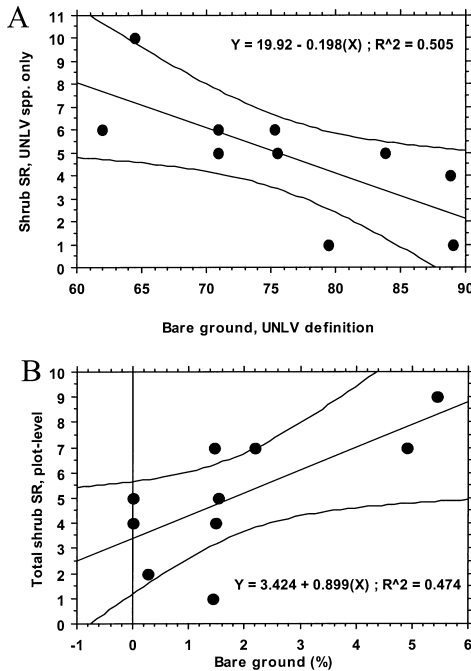 A
Y = 19.92 - 0.198(X) ; R^2 = 0.505
Shrub SR, UNLV spp. only
11
10
9
8
7
6
5
4
3
2
1
0
60 65 70 75 80 85 90
Bare ground, UNLV definition
B
Total shrub SR, plot-level
10
9
8
7
6
5
4
3
2
1
0
Y = 3.424 + 0.899(X) ; R^2 = 0.474
-1 0 1 2 3 4 5 6
Bare ground (%)